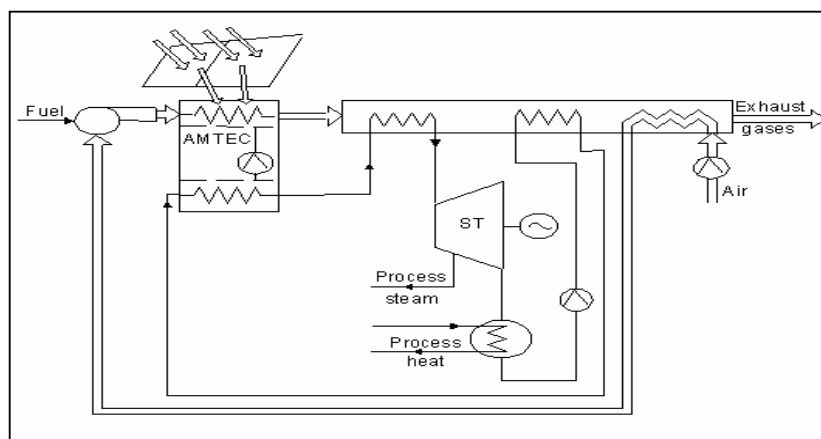 Fuel
AMTEC
Exhaust
gases
Air
ST
Process
steam
Process
heat